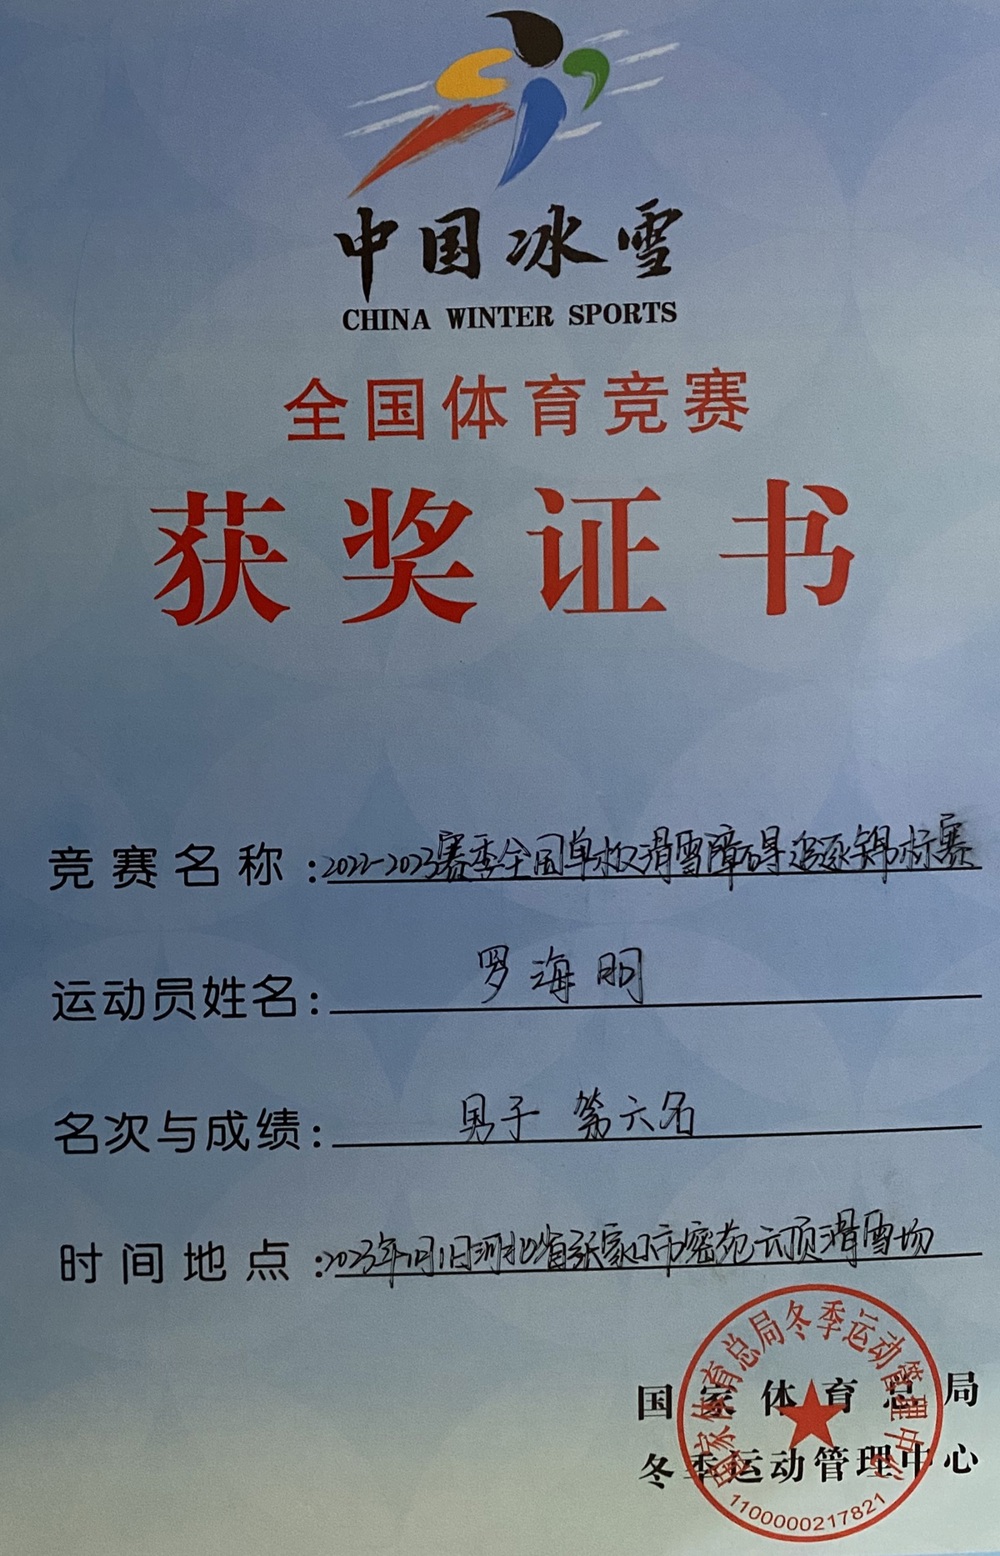 中国冰雪
CHINA WINTER SPORTS
全国体育竞赛
获奖证书
竞赛名称：2022-2023赛季全国单板滑雪障碍追逐锦标赛
运动员姓名：罗海明
名次与成绩：男子 第六名
时间地点：2023年 河北省张家口市密苑云顶滑雪场
国家体育总局
冬季运动管理中心
国家体育总局冬季运动管理中心
1100000217821